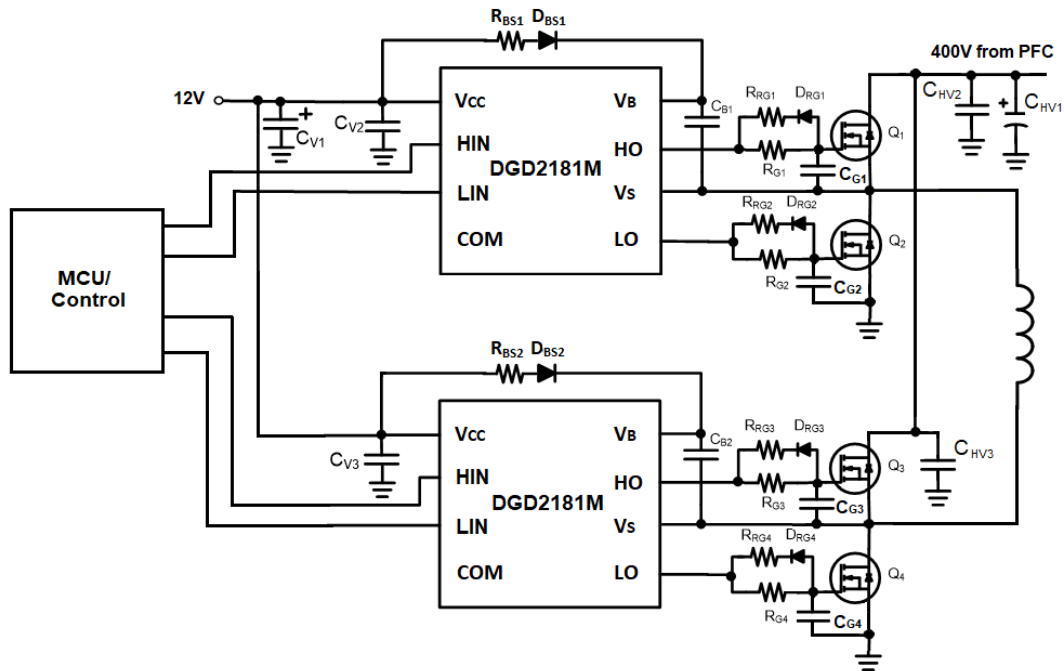 RBS1 DBS1
400V from PFC
12V
CV1
CV2
VCC
HIN
LIN
COM
DGD2181M
VB
HO
VS
LO
CB1
RRG1 DRG1
RG1
CG1
Q1
CHV2
CHV1
RRG2 DRG2
RG2
CG2
Q2
MCU/
Control
RBS2 DBS2
CV3
VCC
HIN
LIN
COM
DGD2181M
VB
HO
VS
LO
CB2
RRG3 DRG3
RG3
CG3
Q3
CHV3
RRG4 DRG4
RG4
CG4
Q4